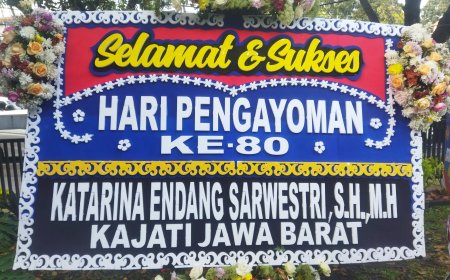 Selamat & Sukses
HARI PENGAYOMAN
KE-80
KATARINA ENDANG SARWESTRI, S.H., M.H
KAJATI JAWA BARAT